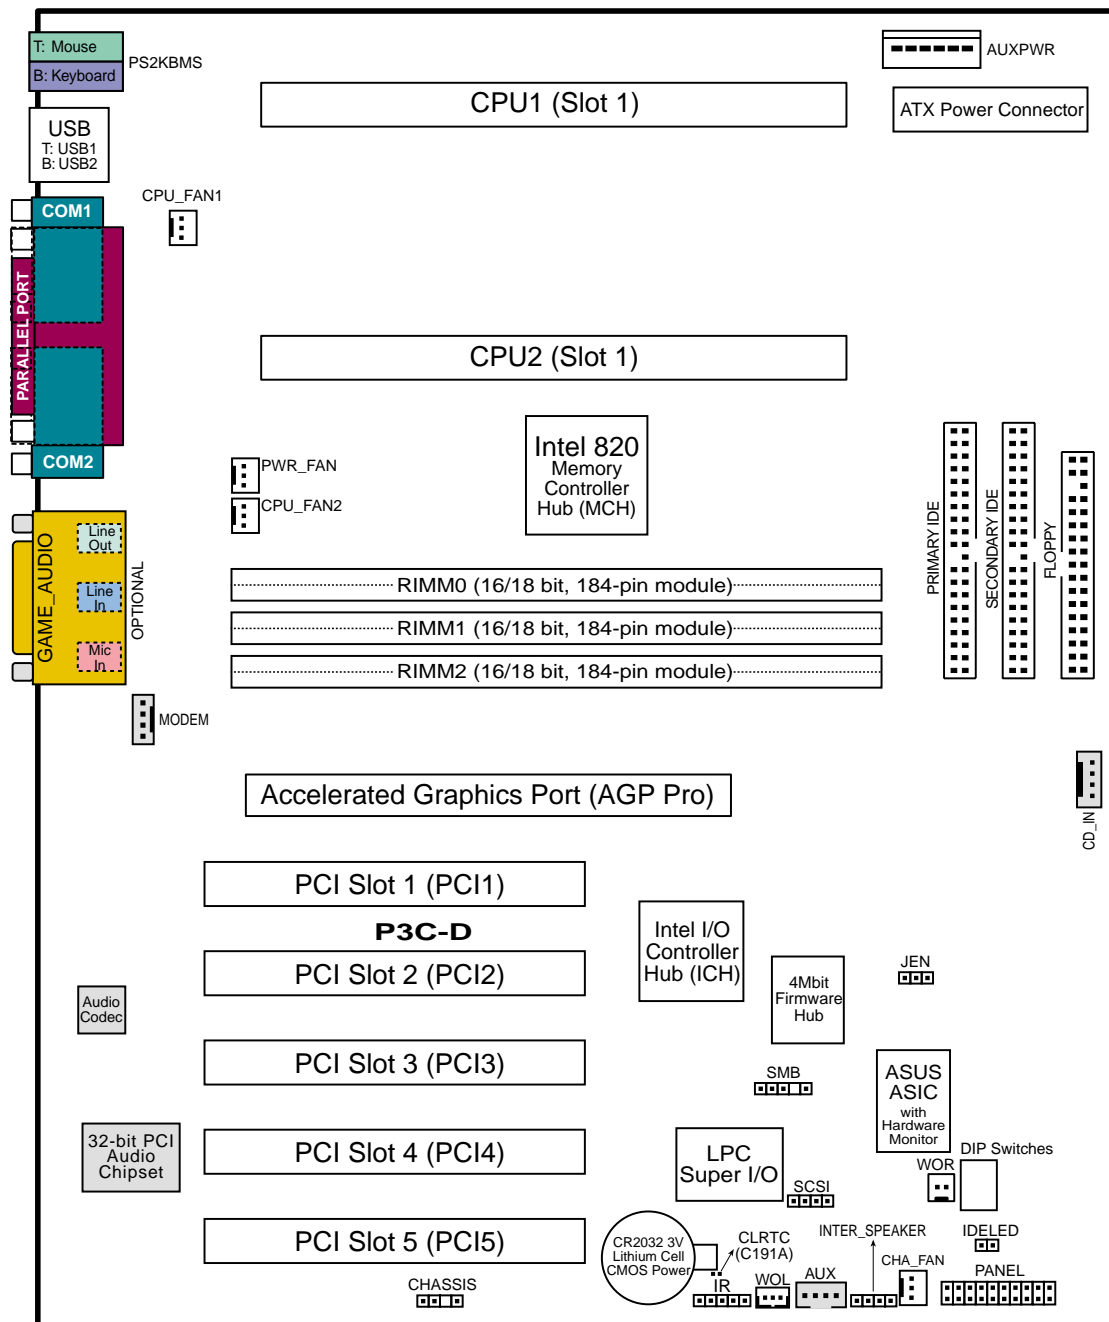 T: Mouse
B: Keyboard
PS2KBMS
AUXPWR
CPU1 (Slot 1)
ATX Power Connector
USB
T: USB1
B: USB2
CPU_FAN1
COM1
PARALLEL PORT
COM2
CPU2 (Slot 1)
Intel 820
Memory
Controller
Hub (MCH)
PWR_FAN
CPU_FAN2
PRIMARY IDE
SECONDARY IDE
FLOPPY
GAME_AUDIO
Line
Out
Line
In
Mic
In
OPTIONAL
RIMM0 (16/18 bit, 184-pin module)
RIMM1 (16/18 bit, 184-pin module)
RIMM2 (16/18 bit, 184-pin module)
MODEM
Accelerated Graphics Port (AGP Pro)
CD_IN
PCI Slot 1 (PCI1)
P3C-D
PCI Slot 2 (PCI2)
Intel I/O
Controller
Hub (ICH)
4Mbit
Firmware
Hub
JEN
Audio
Codec
PCI Slot 3 (PCI3)
SMB
ASUS
ASIC
with
Hardware
Monitor
32-bit PCI
Audio
Chipset
PCI Slot 4 (PCI4)
LPC
Super I/O
SCSI
WOR
DIP Switches
PCI Slot 5 (PCI5)
CR2032 3V
Lithium Cell
CMOS Power
CLRTC
(C191A)
INTER_SPEAKER
IDELED
CHASSIS
IR
WOL
AUX
CHA_FAN
PANEL